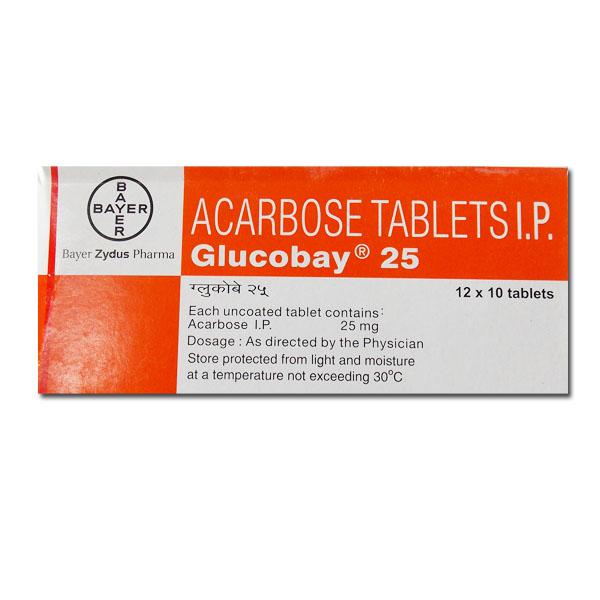 BAYER
BAYER
Bayer Zydus Pharma
ACARBOSE TABLETS I.P.
Glucobay® 25
ग्लुकोबे २५
12 x 10 tablets
Each uncoated tablet contains:
Acarbose I.P. 25 mg
Dosage : As directed by the Physician
Store protected from light and moisture
at a temperature not exceeding 30°C